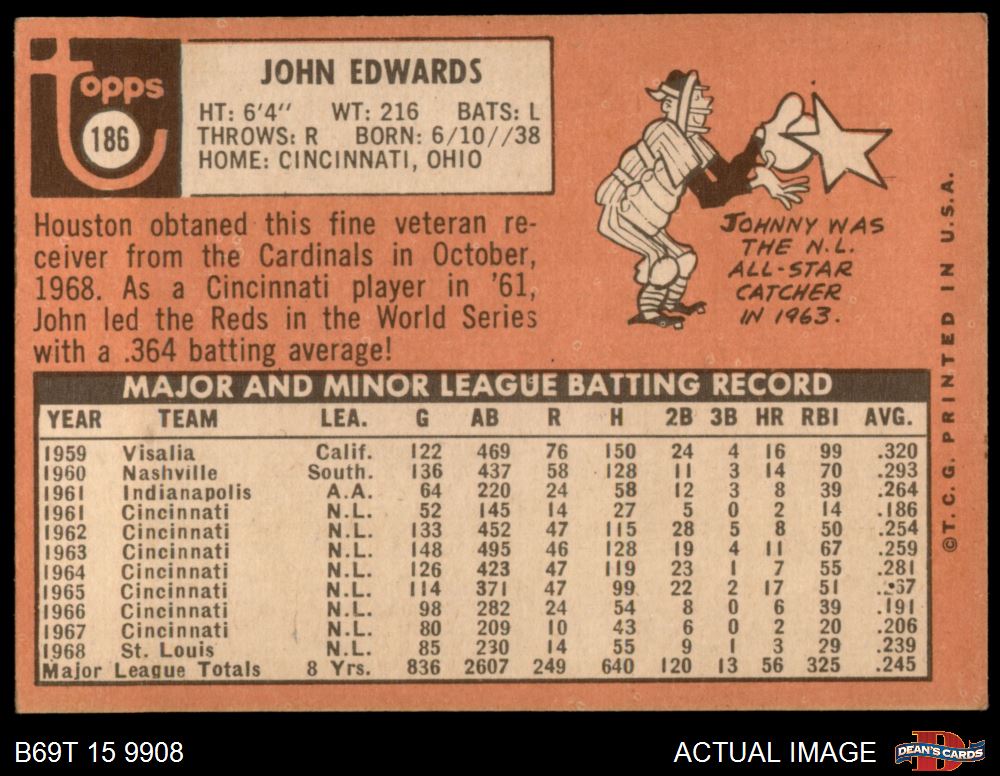 topps
186
JOHN EDWARDS
HT: 6'4" WT: 216 BATS: L
THROWS: R BORN: 6/10//38
HOME: CINCINNATI, OHIO
Houston obtaned this fine veteran re-
ceiver from the Cardinals in October,
1968. As a Cincinnati player in '61,
John led the Reds in the World Series
with a .364 batting average!
JOHNNY WAS
THE N.L.
ALL-STAR
CATCHER
IN 1963.
©T. C. G. PRINTED IN U.S.A.
MAJOR AND MINOR LEAGUE BATTING RECORD
YEAR TEAM LEA. G AB R H 2B 3B HR RBI AVG.
1959 Visalia Calif. 122 469 76 150 24 4 16 99 .320
1960 Nashville South. 136 437 58 128 11 3 14 70 .293
1961 Indianapolis A.A. 64 220 24 58 12 3 8 39 .264
1961 Cincinnati N.L. 52 145 14 27 5 0 2 14 .186
1962 Cincinnati N.L. 133 452 47 115 28 5 8 50 .254
1963 Cincinnati N.L. 148 495 46 128 19 4 11 67 .259
1964 Cincinnati N.L. 126 423 47 119 23 1 7 55 .281
1965 Cincinnati N.L. 114 371 47 99 22 2 17 51 .267
1966 Cincinnati N.L. 98 282 24 54 8 0 6 39 .191
1967 Cincinnati N.L. 80 209 10 43 6 0 2 20 .206
1968 St. Louis N.L. 85 230 14 55 9 1 3 29 .239
Major League Totals 8 Yrs. 836 2607 249 640 120 13 56 325 .245
B69T 15 9908
ACTUAL IMAGE
DEAN'S CARDS